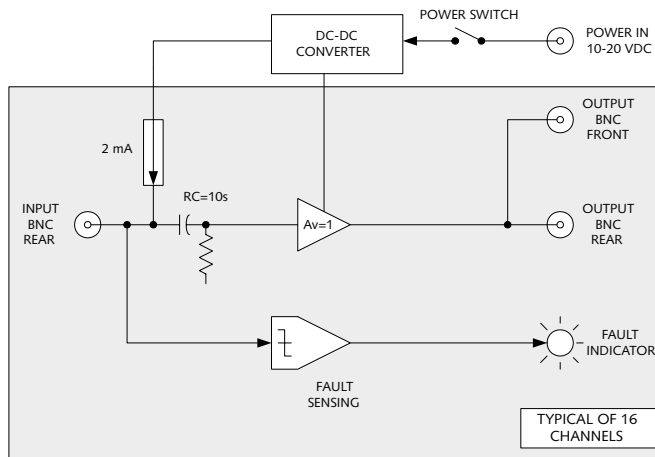 POWER SWITCH
DC-DC
CONVERTER
POWER IN
10-20 VDC
OUTPUT
BNC
FRONT
2 mA
RC=10s
INPUT
BNC
REAR
Av=1
OUTPUT
BNC
REAR
FAULT
INDICATOR
FAULT
SENSING
TYPICAL OF 16
CHANNELS